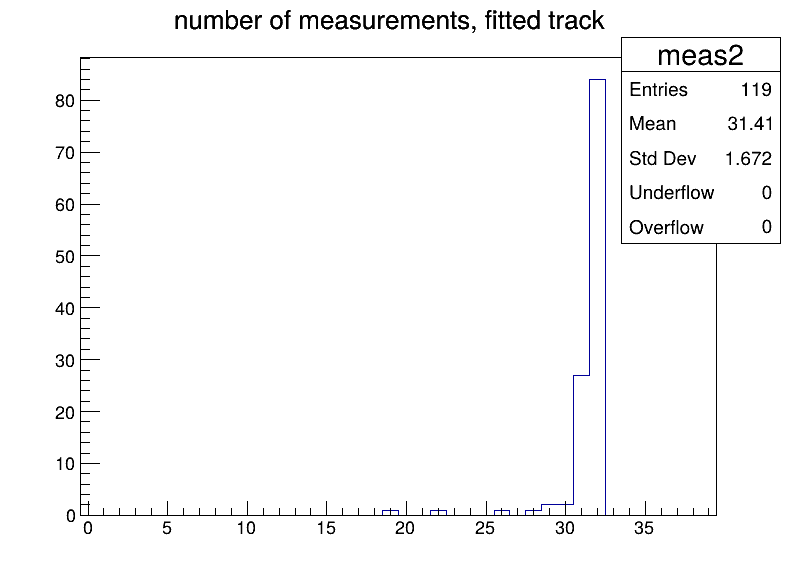 number of measurements, fitted track
meas2
Entries 119
Mean 31.41
Std Dev 1.672
Underflow 0
Overflow 0
80
70
60
50
40
30
20
10
0
0 5 10 15 20 25 30 35